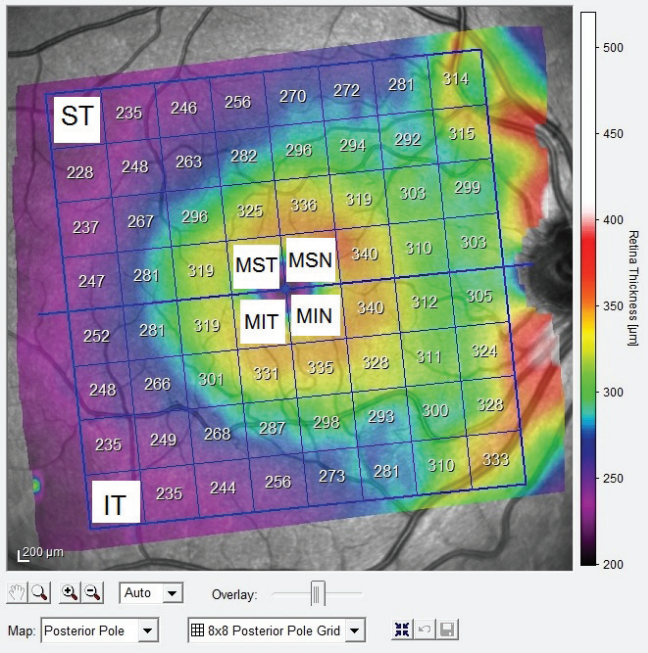 500
450
400
350
300
250
200
Retina Thickness [µm]
ST 235 246 256 270 272 281 314
228 248 263 282 296 294 292 315
237 267 296 325 336 319 303 299
247 281 319 MST MSN 340 310 303
252 281 319 MIT MIN 340 312 305
248 266 301 331 335 328 311 324
235 249 268 287 298 293 300 328
IT 235 244 256 273 281 310 333
200 µm
Auto Overlay:
Map: Posterior Pole 8x8 Posterior Pole Grid